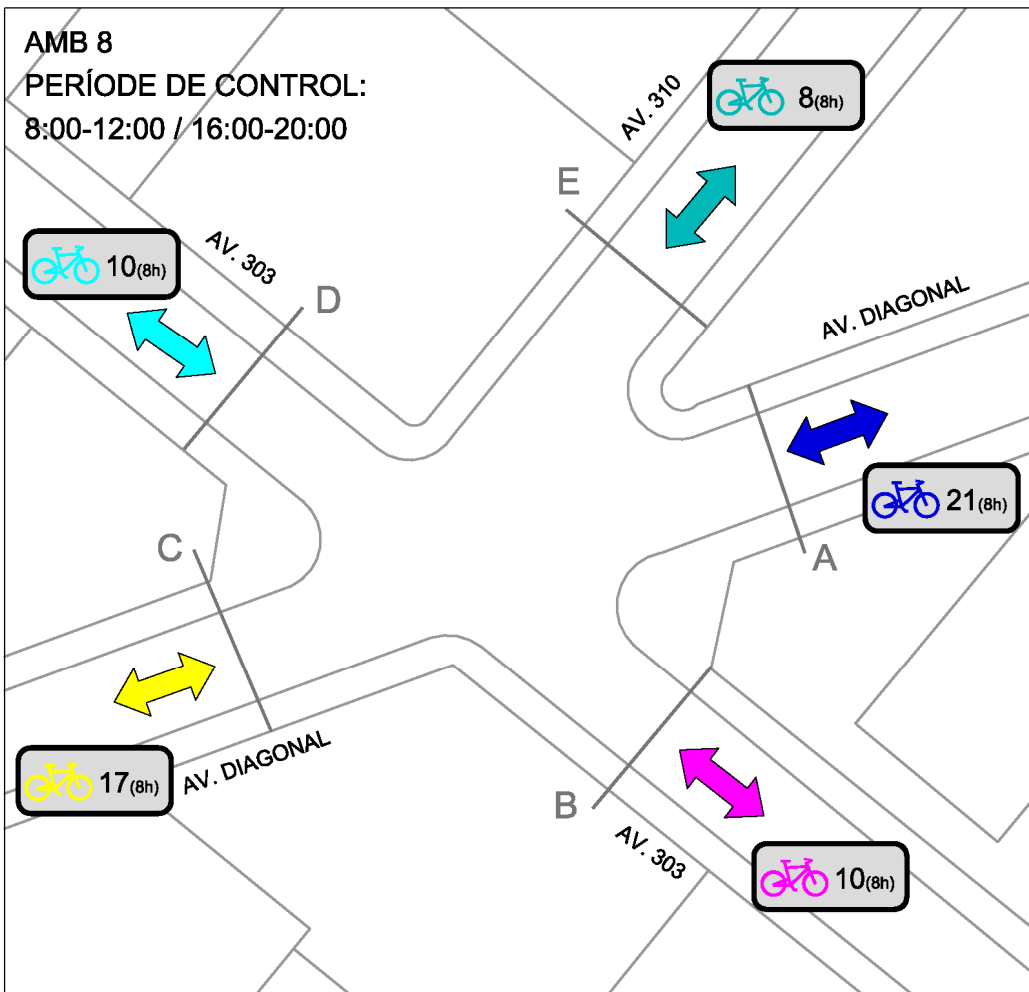 AMB 8
PERÍODE DE CONTROL:
8:00-12:00 / 16:00-20:00
AV. 310
8(8h)
E
AV. 303
10(8h)
D
AV. DIAGONAL
21(8h)
A
C
17(8h)
AV. DIAGONAL
B
AV. 303
10(8h)